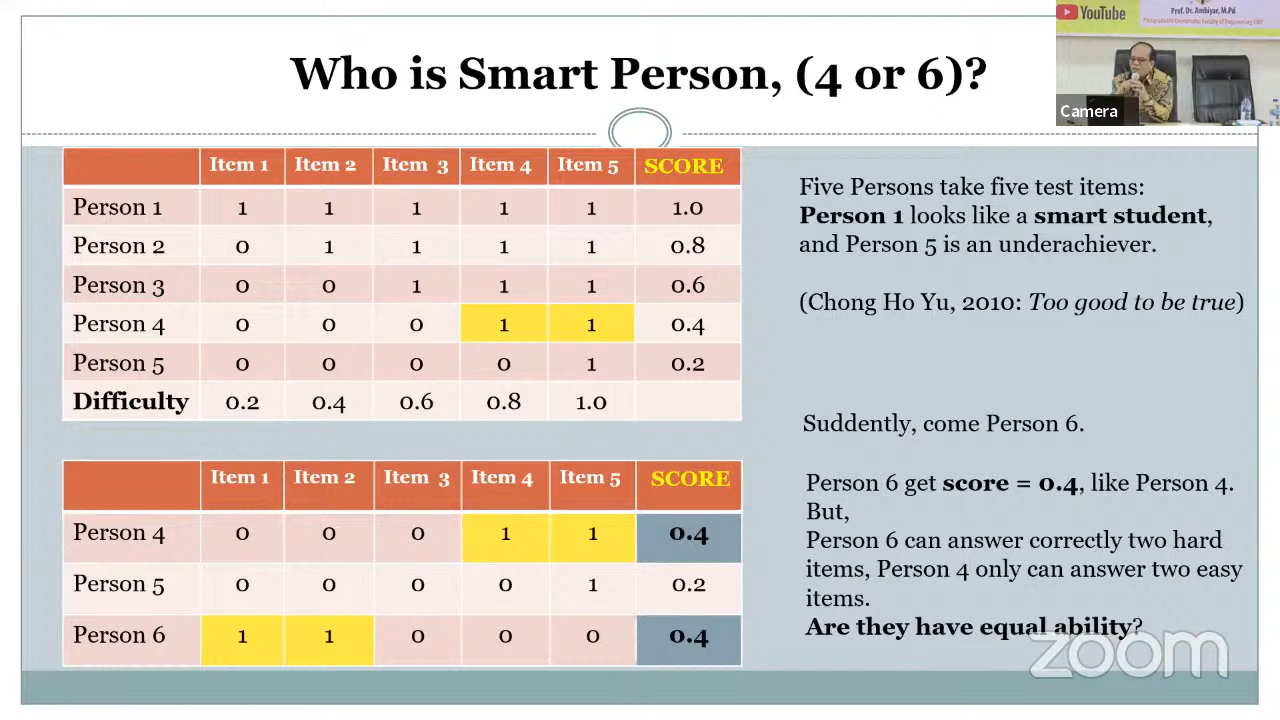 Who is Smart Person, (4 or 6)?
YouTube
Prof. Dr. Ambiyar, M.Pd
Camera
Item 1 Item 2 Item 3 Item 4 Item 5 SCORE
Person 1 1 1 1 1 1 1.0
Person 2 0 1 1 1 1 0.8
Person 3 0 0 1 1 1 0.6
Person 4 0 0 0 1 1 0.4
Person 5 0 0 0 0 1 0.2
Difficulty 0.2 0.4 0.6 0.8 1.0
Five Persons take five test items:
Person 1 looks like a smart student,
and Person 5 is an underachiever.
(Chong Ho Yu, 2010: Too good to be true)
Suddenly, come Person 6.
Item 1 Item 2 Item 3 Item 4 Item 5 SCORE
Person 4 0 0 0 1 1 0.4
Person 5 0 0 0 0 1 0.2
Person 6 1 1 0 0 0 0.4
Person 6 get score = 0.4, like Person 4.
But,
Person 6 can answer correctly two hard
items, Person 4 only can answer two easy
items.
Are they have equal ability?
zoom